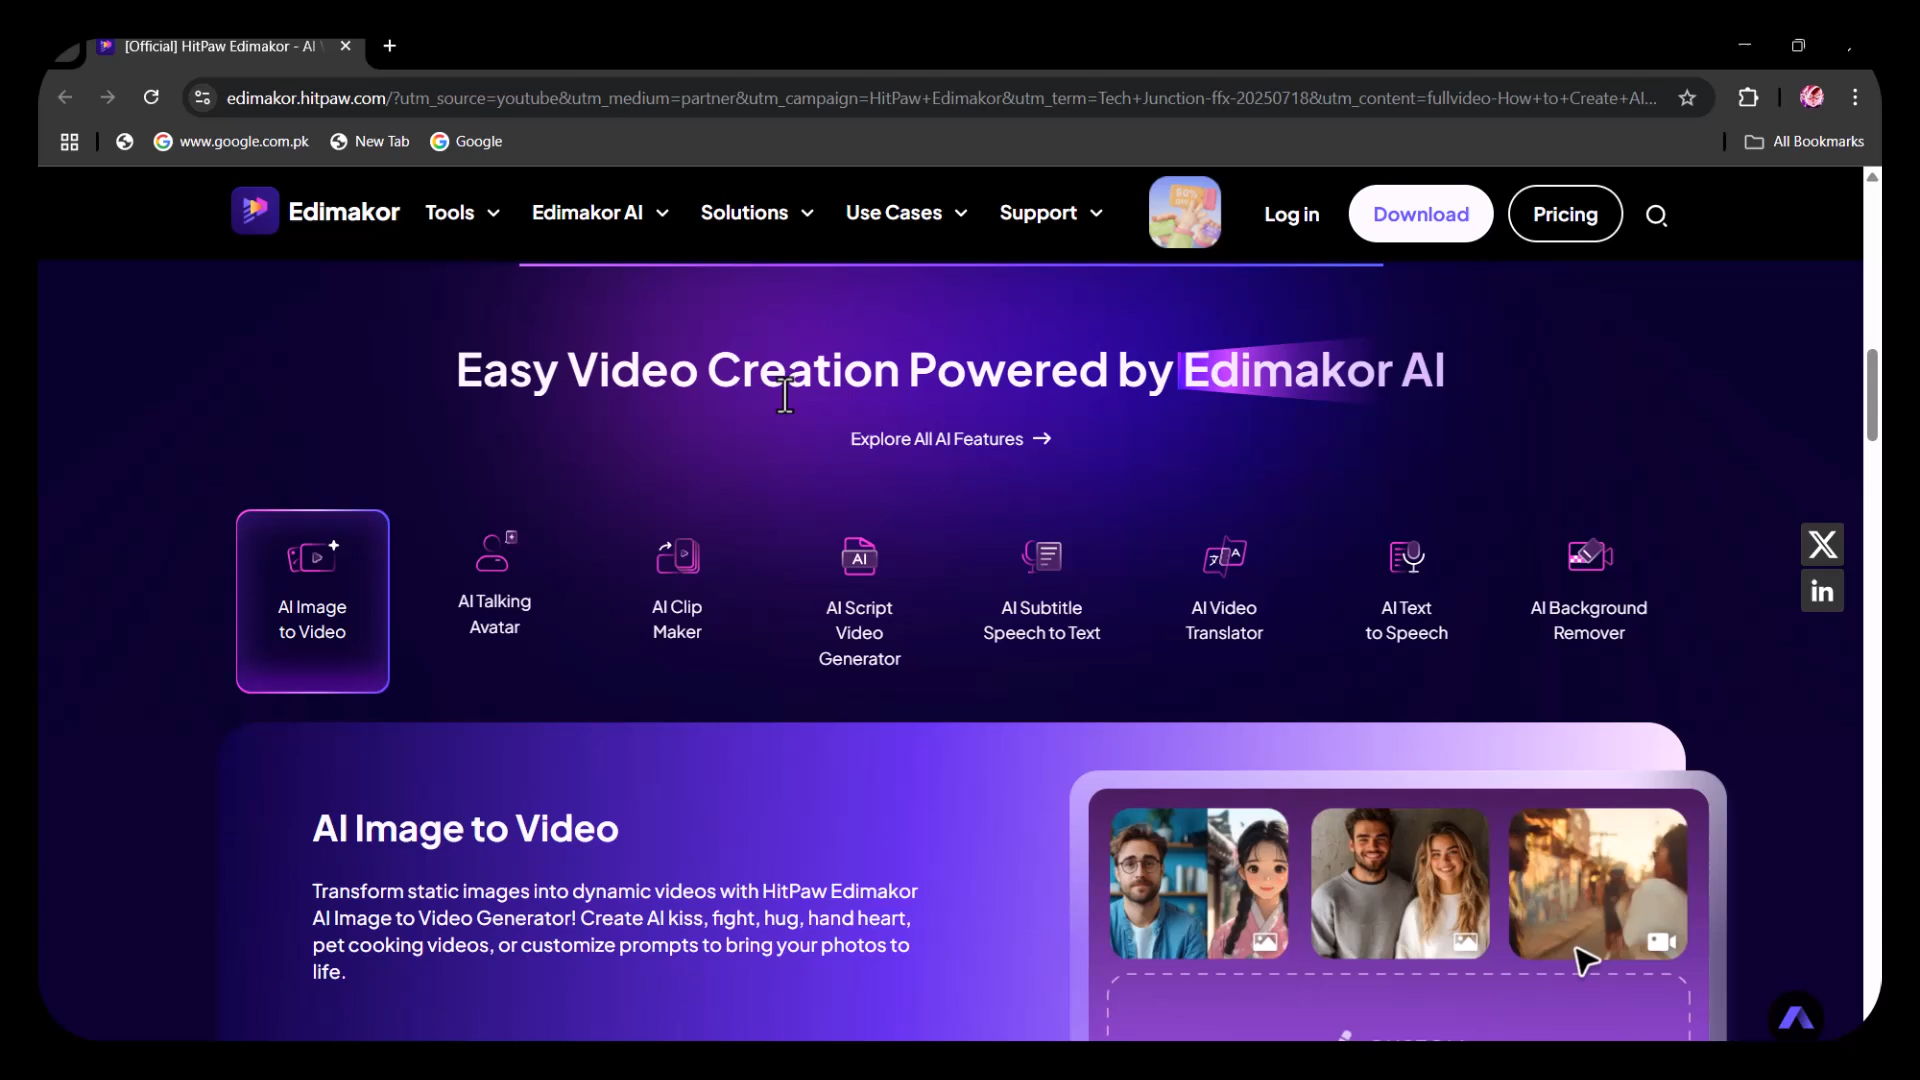 [Official] HitPaw Edimakor - AI
edimakor.hitpaw.com/?utm_source=youtube&utm_medium=partner&utm_campaign=HitPaw+Edimakor&utm_term=Tech+Junction-ffx-20250718&utm_content=fullvideo-How+to+Create+AI...
www.google.com.pk
New Tab
Google
All Bookmarks
Edimakor
Tools
Edimakor AI
Solutions
Use Cases
Support
50%
Log in
Download
Pricing
Easy Video Creation Powered by Edimakor AI
Explore All AI Features →
AI Image
to Video
AI Talking
Avatar
AI Clip
Maker
AI
AI Script
Video
Generator
AI Subtitle
Speech to Text
AI Video
Translator
AI Text
to Speech
AI Background
Remover
X
in
AI Image to Video
Transform static images into dynamic videos with HitPaw Edimakor
AI Image to Video Generator! Create AI kiss, fight, hug, hand heart,
pet cooking videos, or customize prompts to bring your photos to
life.